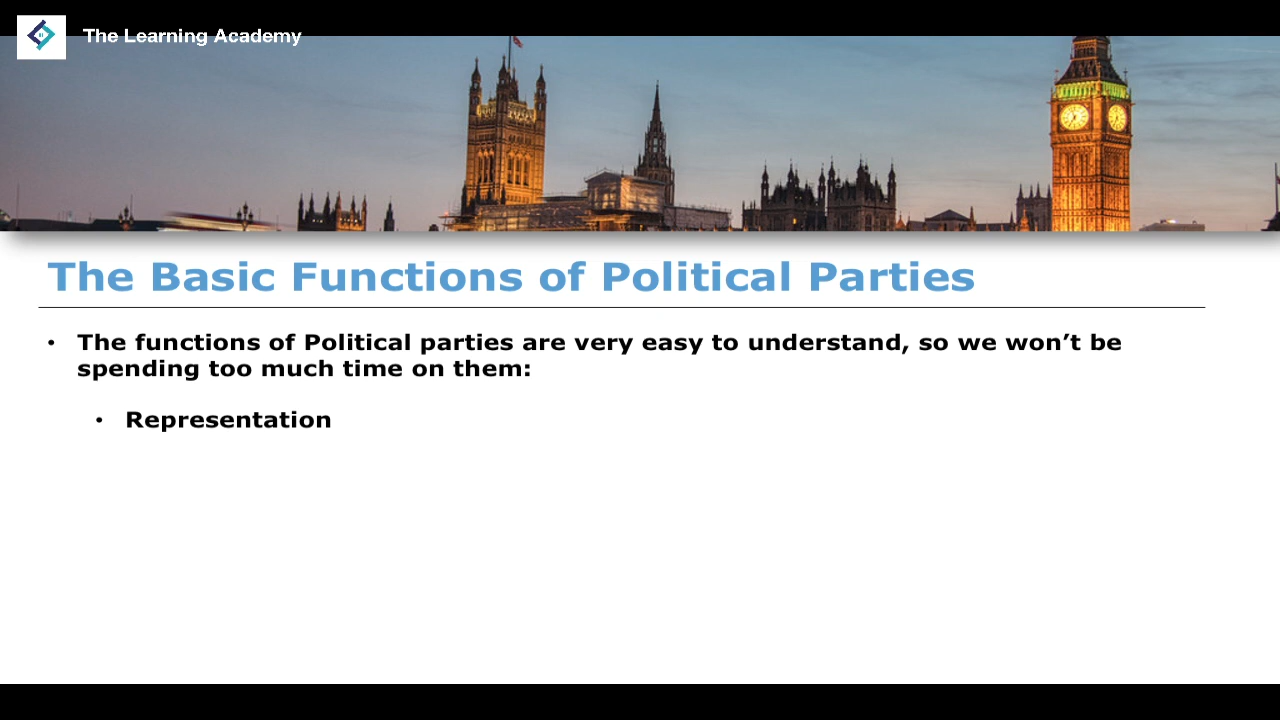 The Learning Academy
The Basic Functions of Political Parties
• The functions of Political parties are very easy to understand, so we won’t be
spending too much time on them:
• Representation